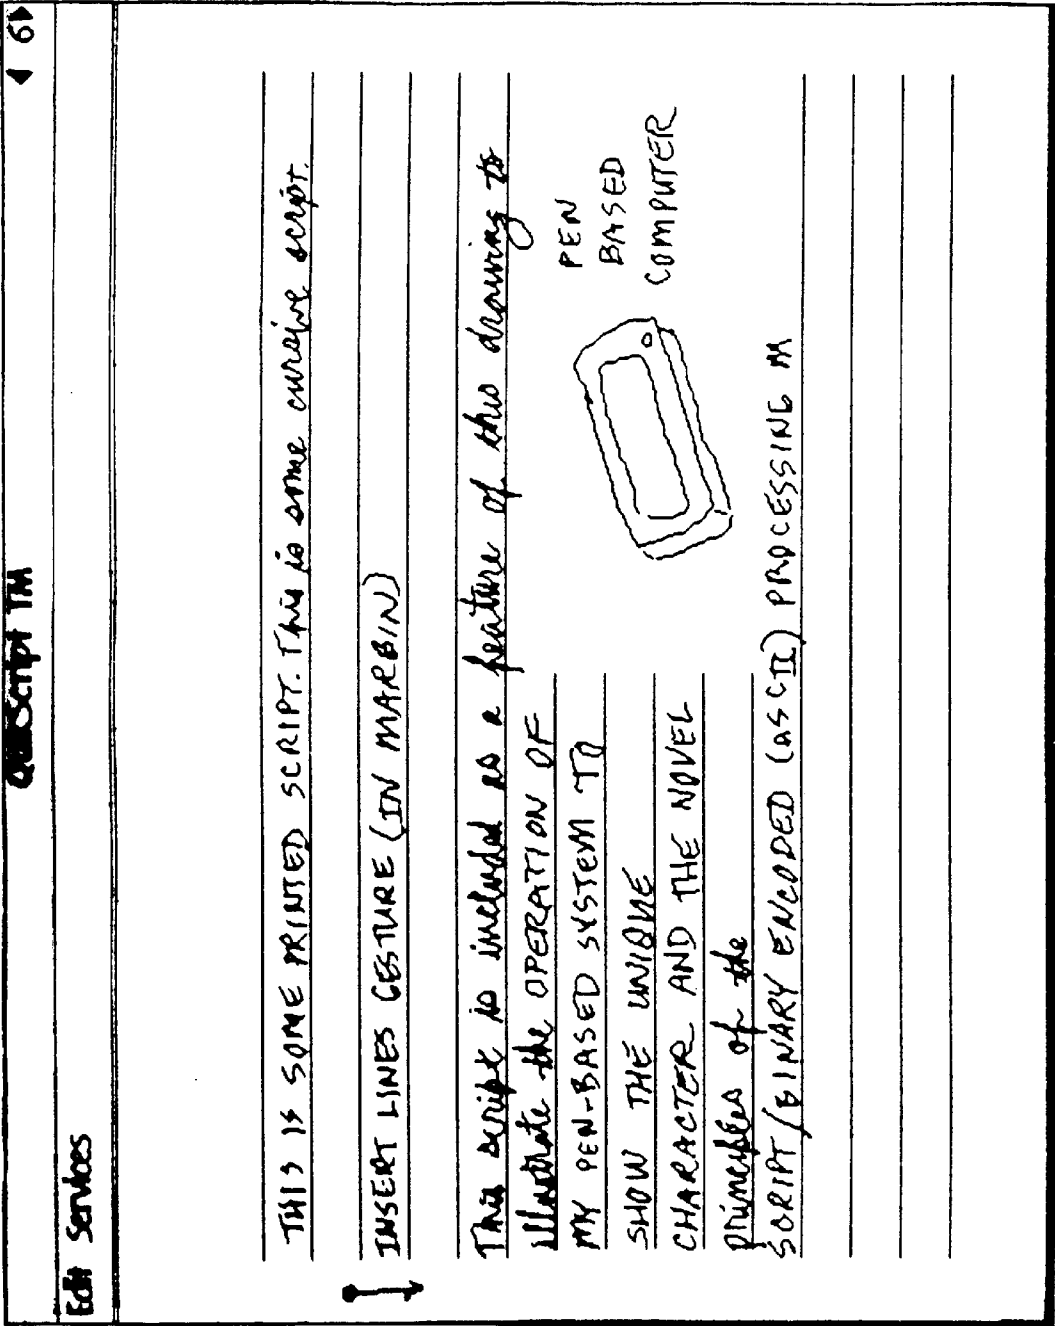 QuikScript TM
6
Edit Services
THIS IS SOME PRINTED SCRIPT. This is some cursive script.
INSERT LINES GESTURE (IN MARGIN)
This script is included as a feature of this drawing to
illustrate the OPERATION OF
MY PEN-BASED SYSTEM TO
SHOW THE UNIQUE
CHARACTER AND THE NOVEL
principles of the
SCRIPT/BINARY ENCODED (ASCII) PROCESSING M
PEN
BASED
COMPUTER